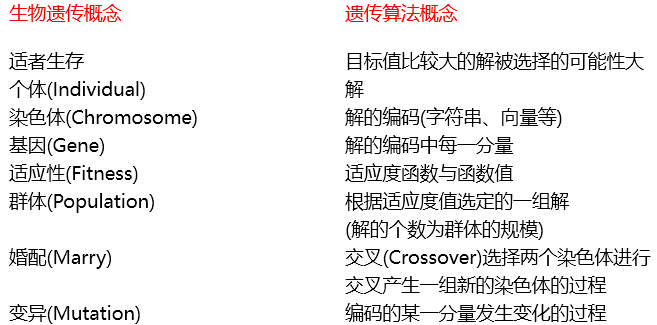 生物遗传概念 遗传算法概念
适者生存 目标值比较大的解被选择的可能性大
个体(Individual) 解
染色体(Chromosome) 解的编码(字符串、向量等)
基因(Gene) 解的编码中每一分量
适应性(Fitness) 适应度函数与函数值
群体(Population) 根据适应度值选定的一组解
(解的个数为群体的规模)
婚配(Marry) 交叉(Crossover)选择两个染色体进行
交叉产生一组新的染色体的过程
变异(Mutation) 编码的某一分量发生变化的过程